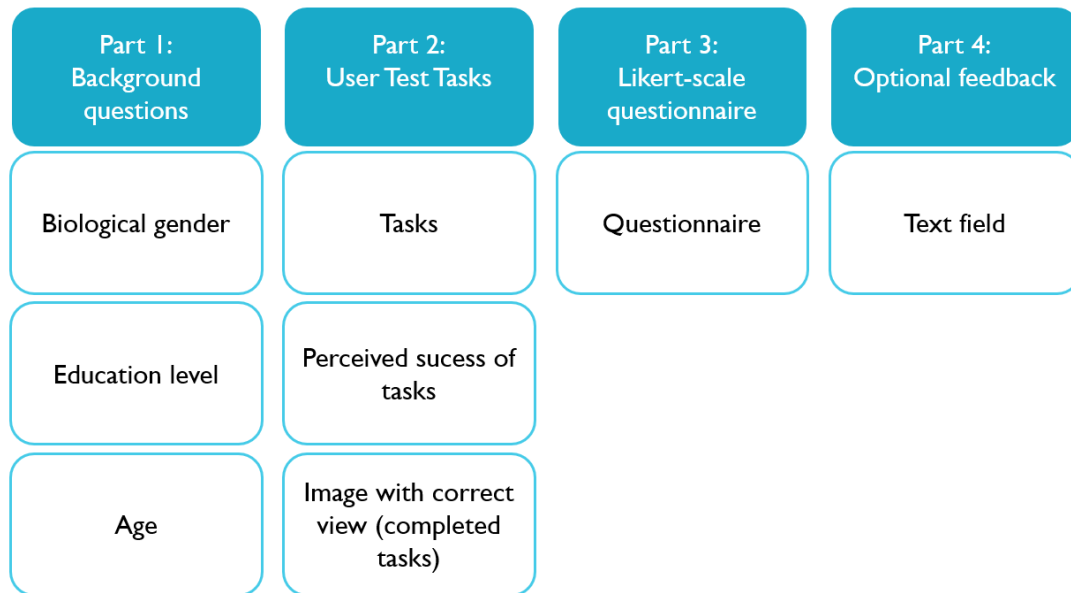 Part 1:
Background
questions
Part 2:
User Test Tasks
Part 3:
Likert-scale
questionnaire
Part 4:
Optional feedback
Biological gender
Tasks
Questionnaire
Text field
Education level
Perceived sucess of
tasks
Age
Image with correct
view (completed
tasks)